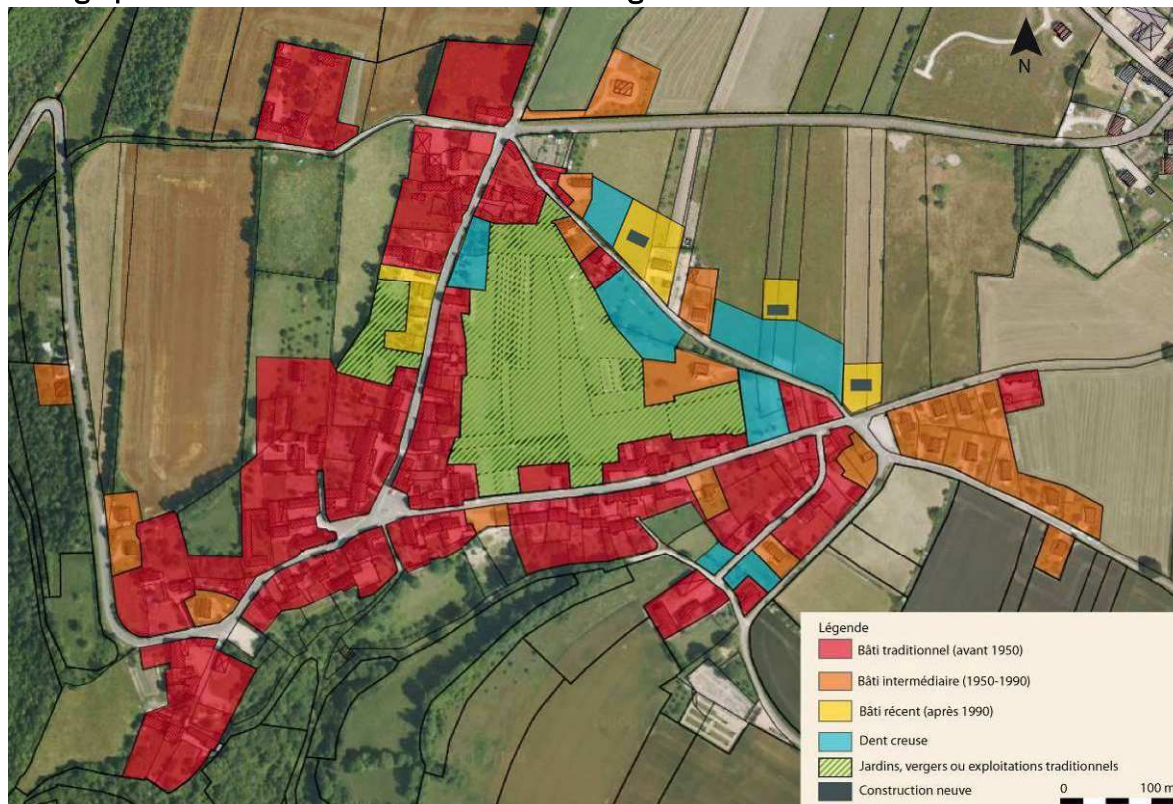 N
Légende
Bâti traditionnel (avant 1950)
Bâti intermédiaire (1950-1990)
Bâti récent (après 1990)
Dent creuse
Jardins, vergers ou exploitations traditionnels
Construction neuve
0 100 m